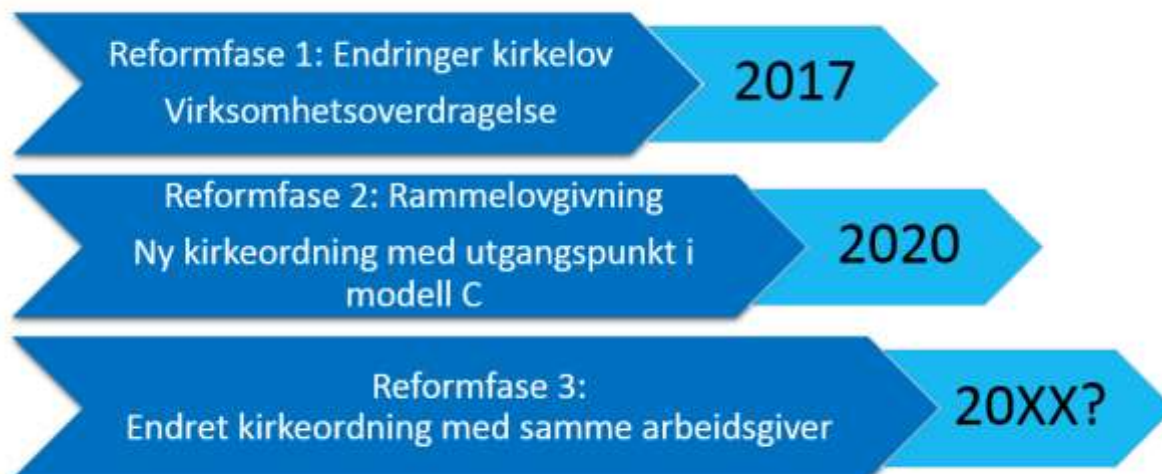 Reformfase 1: Endringer kirkelov
Virksomhetsoverdragelse
2017
Reformfase 2: Rammelovgivning
Ny kirkeordning med utgangspunkt i
modell C
2020
Reformfase 3:
Endret kirkeordning med samme arbeidsgiver
20XX?